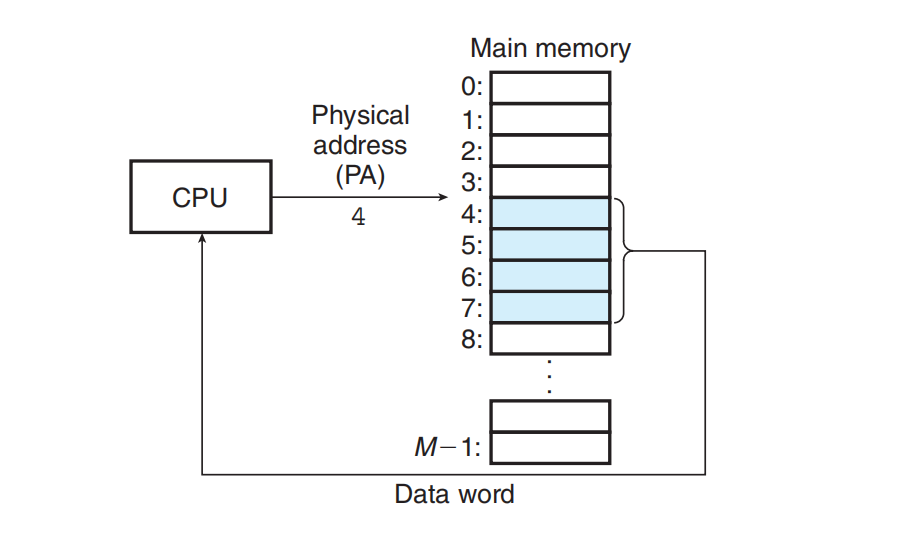 Main memory
0:
1:
2:
3:
4:
5:
6:
7:
8:
Physical
address
(PA)
4
CPU
.
.
.
M−1:
Data word